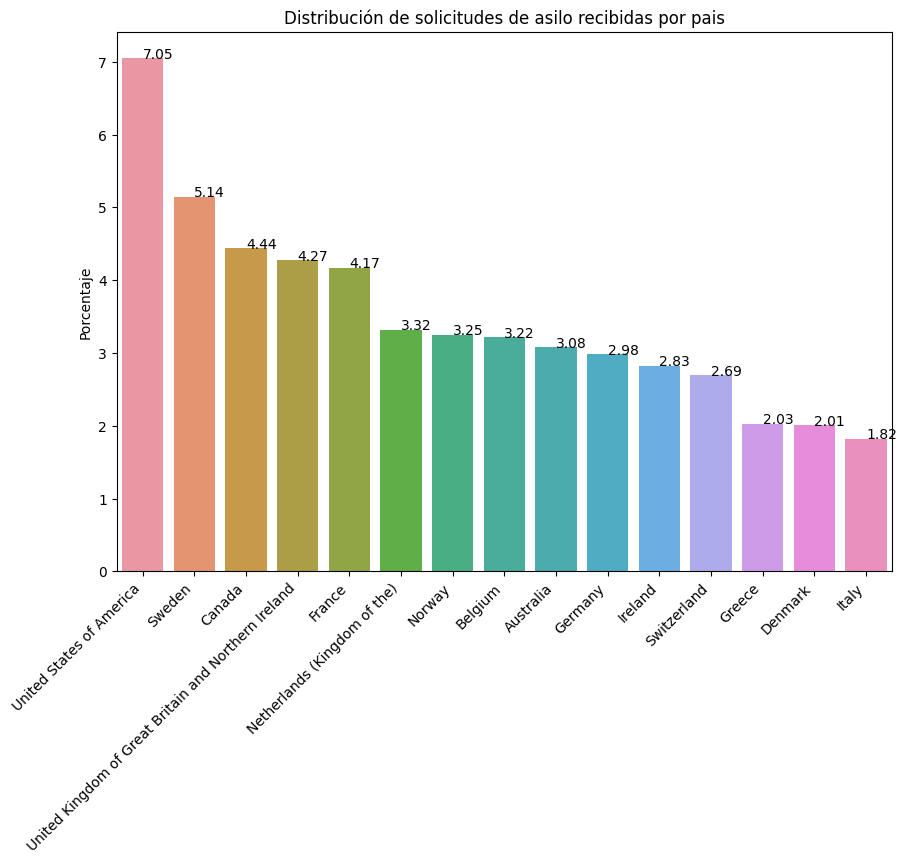 Distribución de solicitudes de asilo recibidas por pais
Porcentaje
7
6
5
4
3
2
1
0
7.05
5.14
4.44
4.27
4.17
3.32
3.25
3.22
3.08
2.98
2.83
2.69
2.03
2.01
1.82
United States of America
Sweden
Canada
United Kingdom of Great Britain and Northern Ireland
France
Netherlands (Kingdom of the)
Norway
Belgium
Australia
Germany
Ireland
Switzerland
Greece
Denmark
Italy